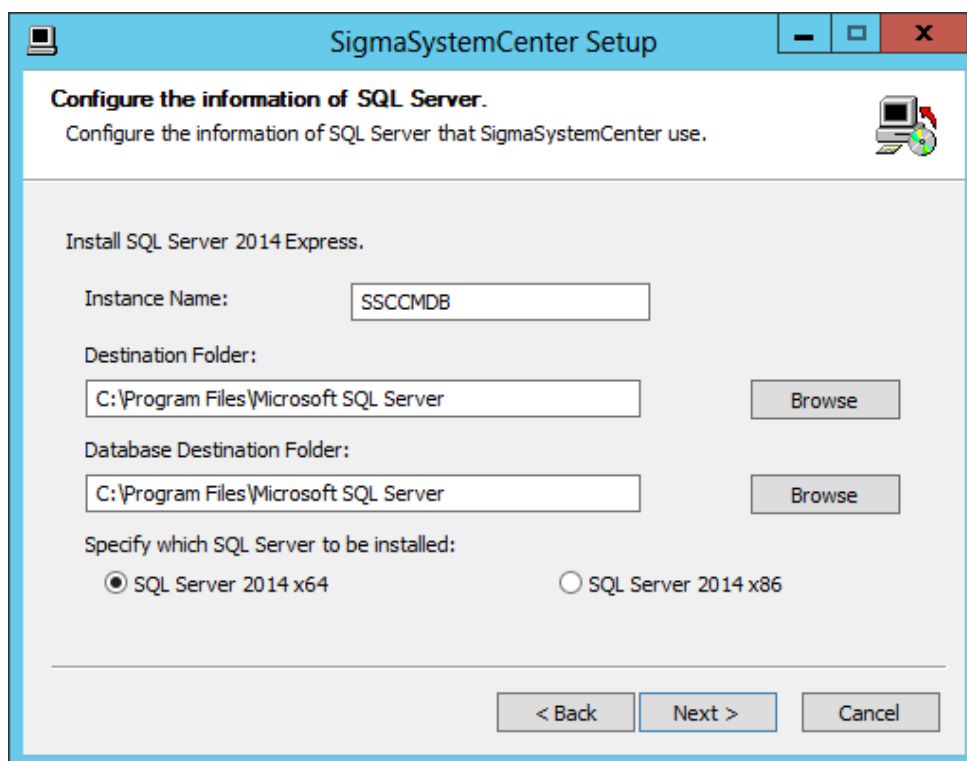 SigmaSystemCenter Setup
Configure the information of SQL Server.
Configure the information of SQL Server that SigmaSystemCenter use.
Install SQL Server 2014 Express.
Instance Name: SSCCMDB
Destination Folder:
C:\Program Files\Microsoft SQL Server Browse
Database Destination Folder:
C:\Program Files\Microsoft SQL Server Browse
Specify which SQL Server to be installed:
SQL Server 2014 x64 SQL Server 2014 x86
< Back Next > Cancel